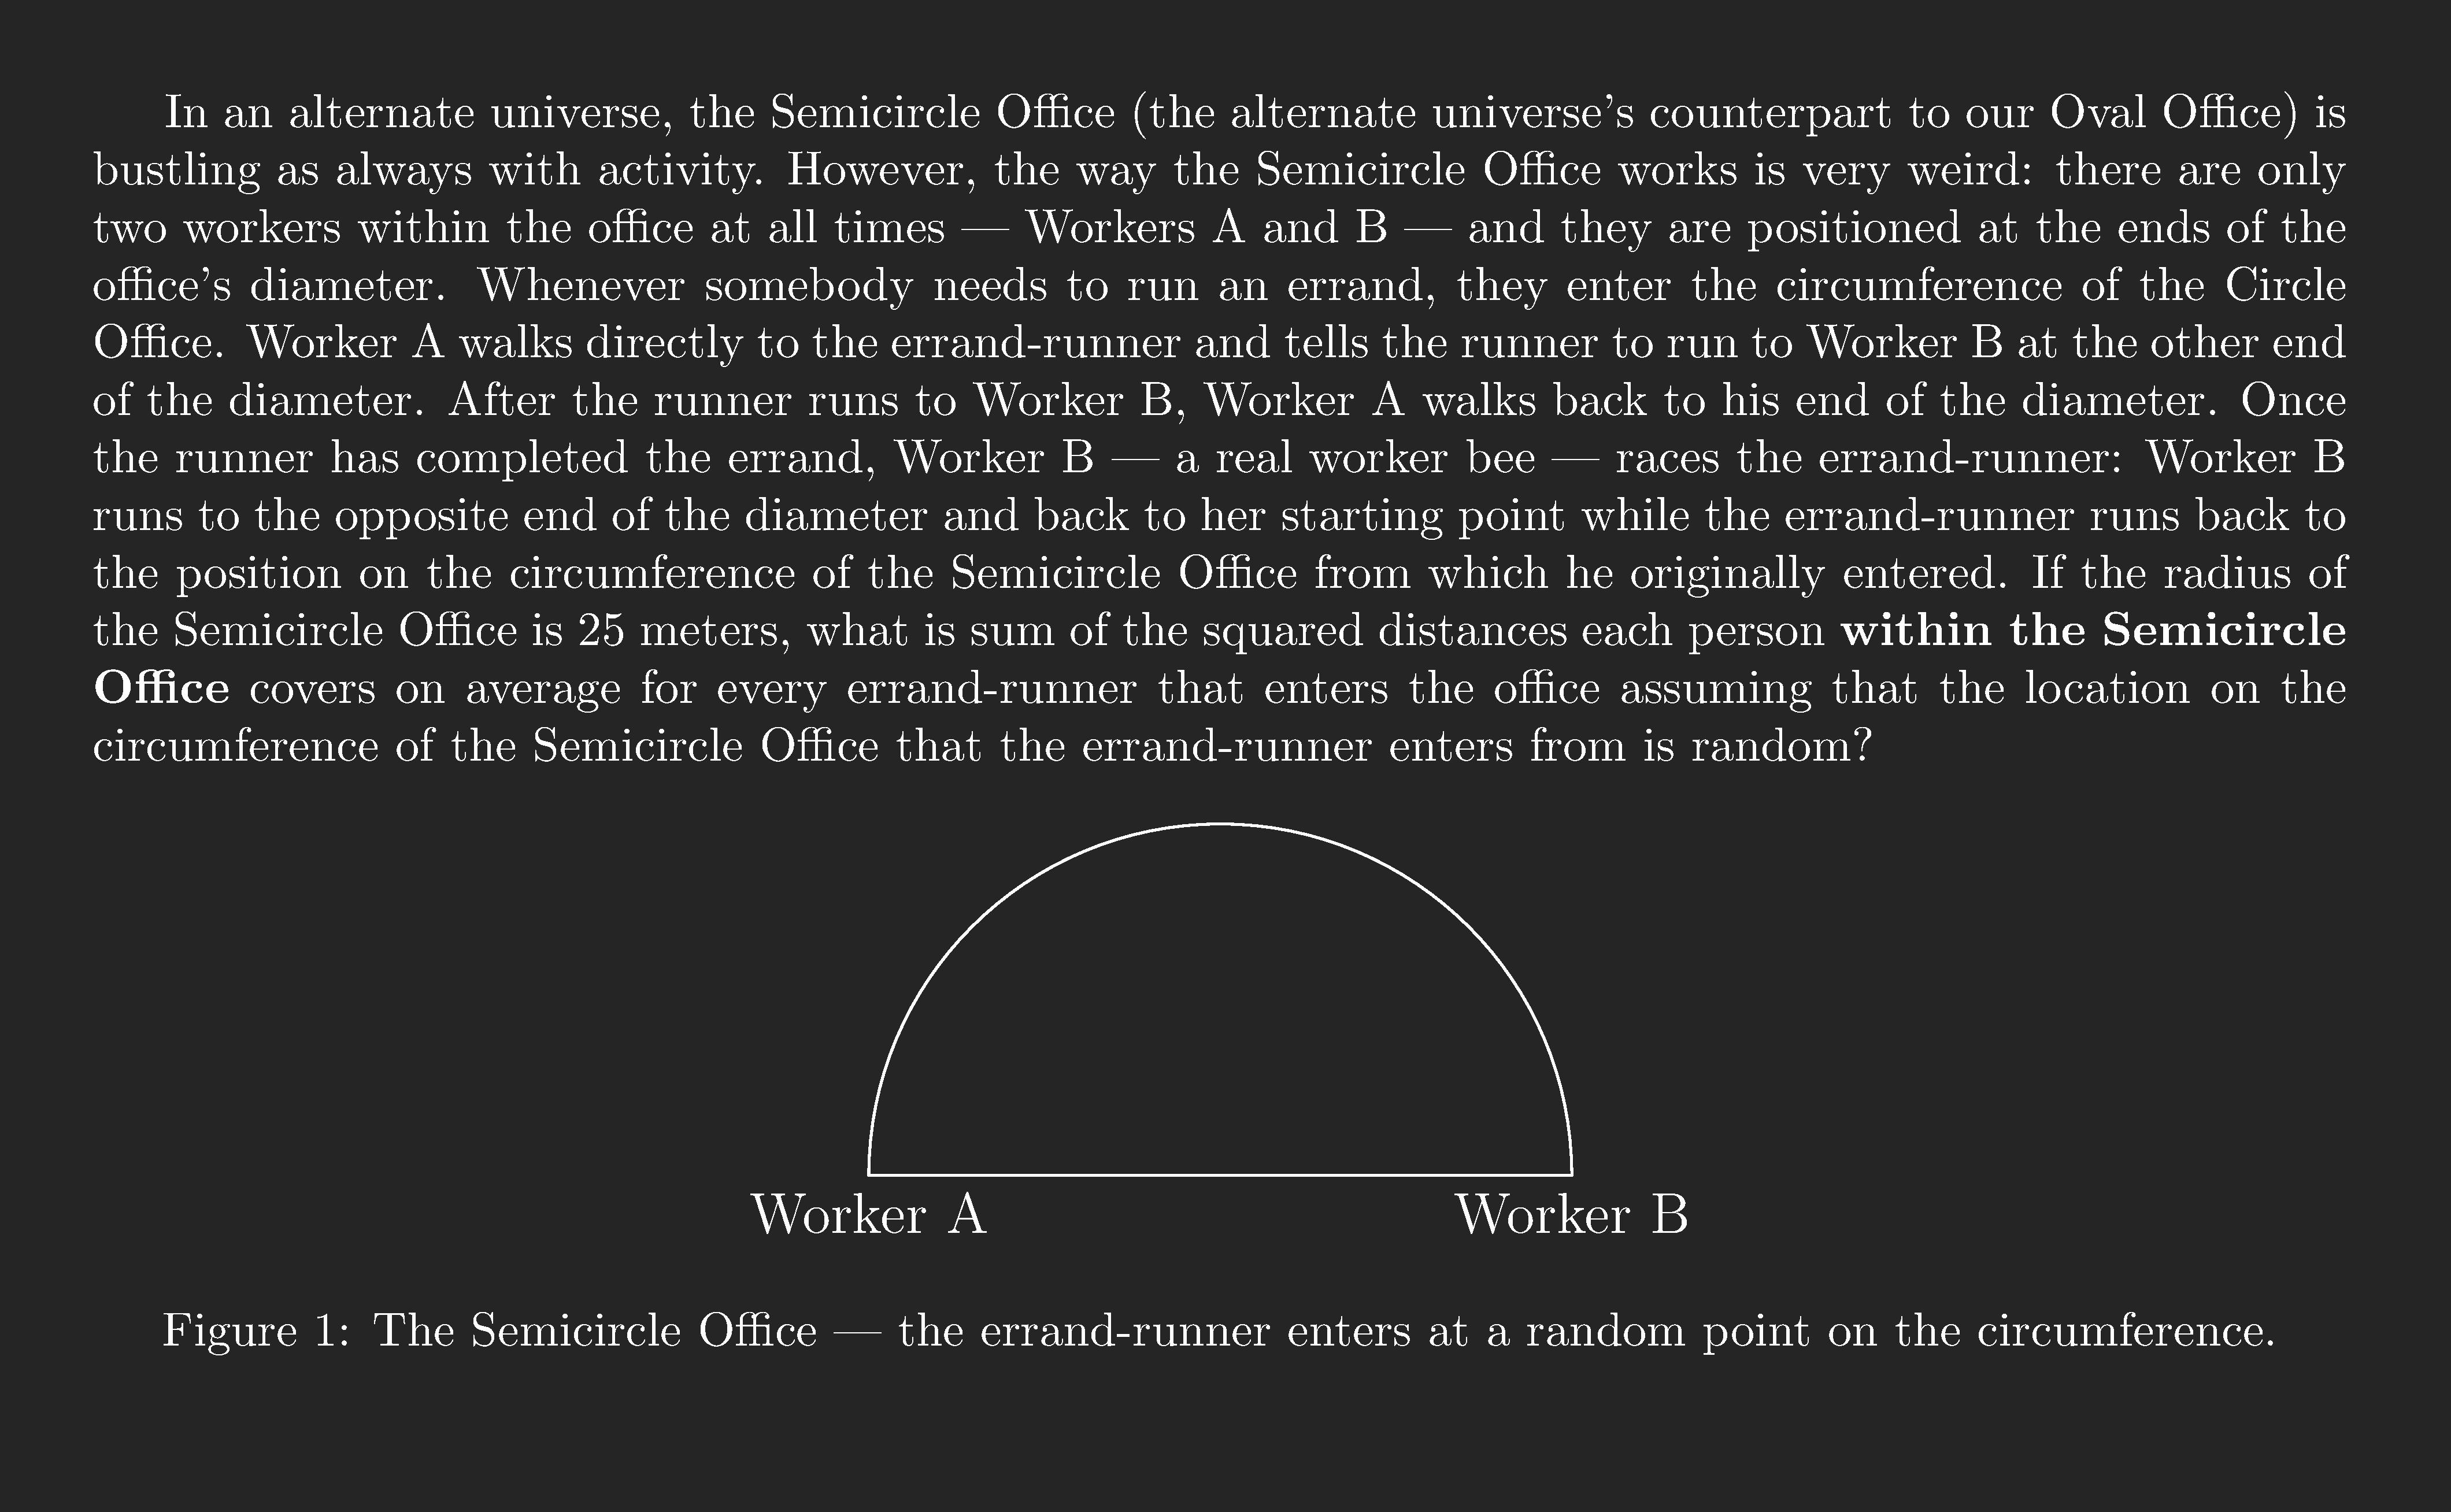 In an alternate universe, the Semicircle Office (the alternate universe's counterpart to our Oval Office) is
bustling as always with activity. However, the way the Semicircle Office works is very weird: there are only
two workers within the office at all times — Workers A and B — and they are positioned at the ends of the
office's diameter. Whenever somebody needs to run an errand, they enter the circumference of the Circle
Office. Worker A walks directly to the errand-runner and tells the runner to run to Worker B at the other end
of the diameter. After the runner runs to Worker B, Worker A walks back to his end of the diameter. Once
the runner has completed the errand, Worker B — a real worker bee — races the errand-runner: Worker B
runs to the opposite end of the diameter and back to her starting point while the errand-runner runs back to
the position on the circumference of the Semicircle Office from which he originally entered. If the radius of
the Semicircle Office is 25 meters, what is sum of the squared distances each person within the Semicircle
Office covers on average for every errand-runner that enters the office assuming that the location on the
circumference of the Semicircle Office that the errand-runner enters from is random?
Worker A
Worker B
Figure 1: The Semicircle Office — the errand-runner enters at a random point on the circumference.